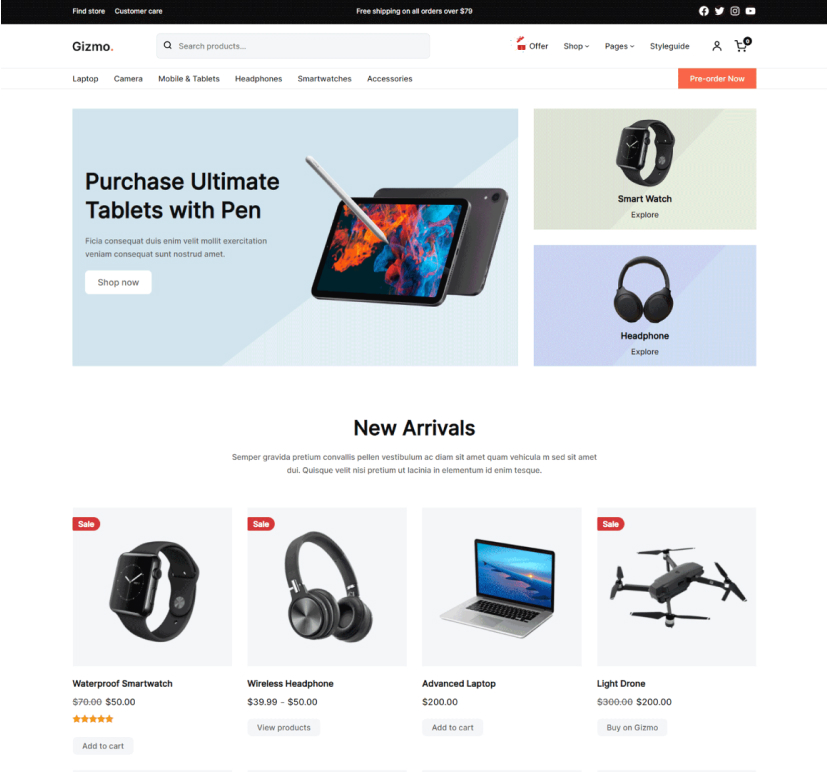 Find store Customer care Free shipping on all orders over $79
Gizmo. Search products... Offer Shop Pages Styleguide 0
Laptop Camera Mobile & Tablets Headphones Smartwatches Accessories Pre-order Now
Purchase Ultimate
Tablets with Pen
Ficia consequat duis enim velit mollit exercitation
veniam consequat sunt nostrud amet.
Shop now
Smart Watch
Explore
Headphone
Explore
New Arrivals
Semper gravida pretium convallis pellen vestibulum ac diam sit amet quam vehicula m sed sit amet
dui. Quisque velit nisi pretium ut lacinia in elementum id enim tesque.
Sale Sale Sale
Waterproof Smartwatch Wireless Headphone Advanced Laptop Light Drone
$70.00 $50.00 $39.99 - $50.00 $200.00 $300.00 $200.00
View products Add to cart Buy on Gizmo
Add to cart